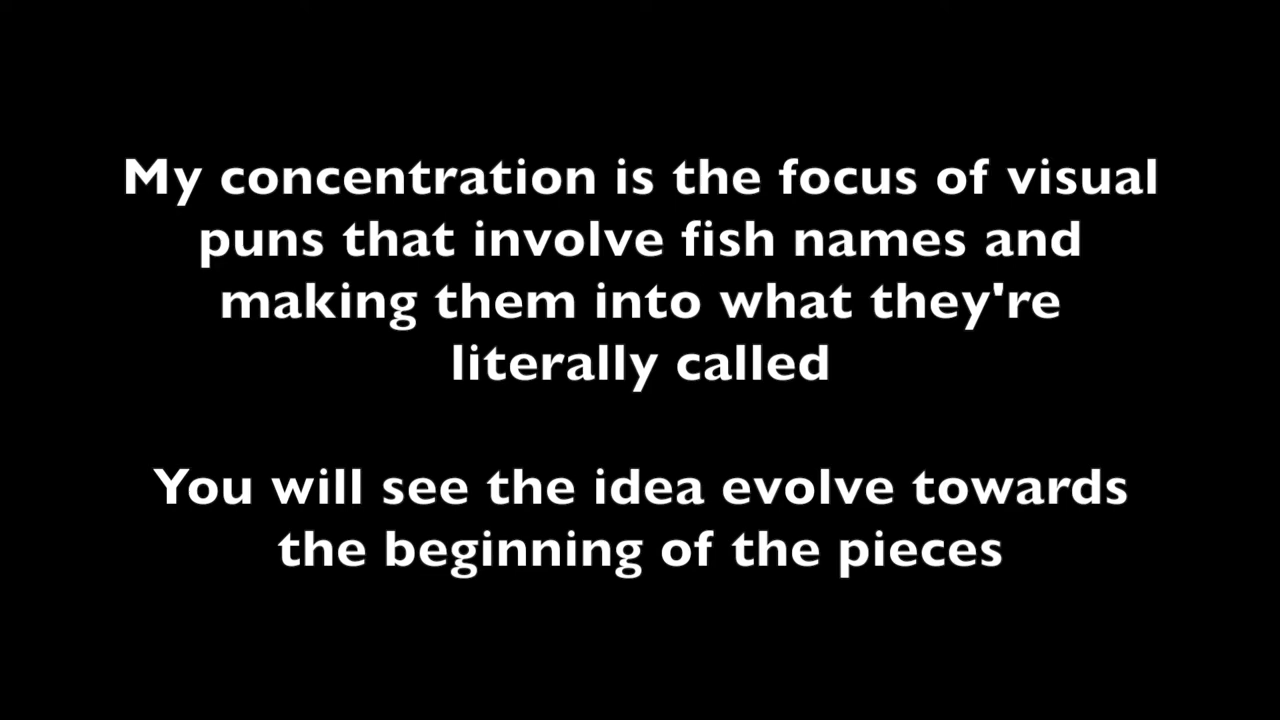 My concentration is the focus of visual
puns that involve fish names and
making them into what they're
literally called
You will see the idea evolve towards
the beginning of the pieces